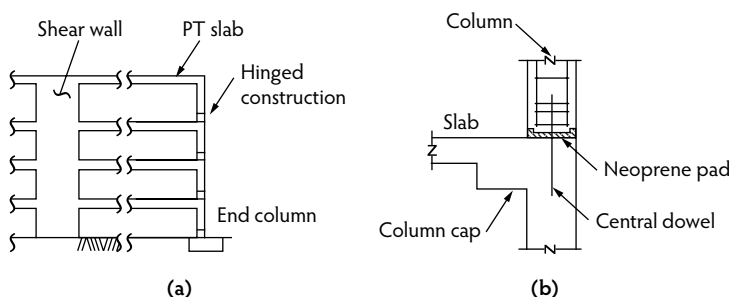 Shear wall
PT slab
Hinged
construction
End column
(a)
Column
Slab
Neoprene pad
Central dowel
Column cap
(b)